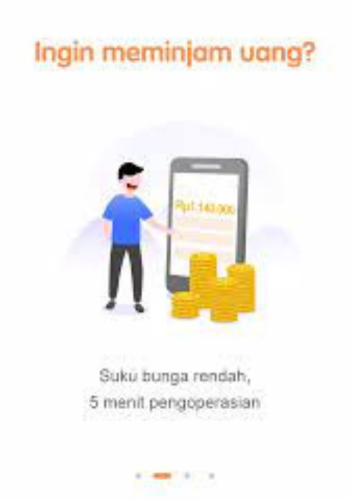 Ingin meminjam uang?
Rp1.140.000
Suku bunga rendah,
5 menit pengoperasian